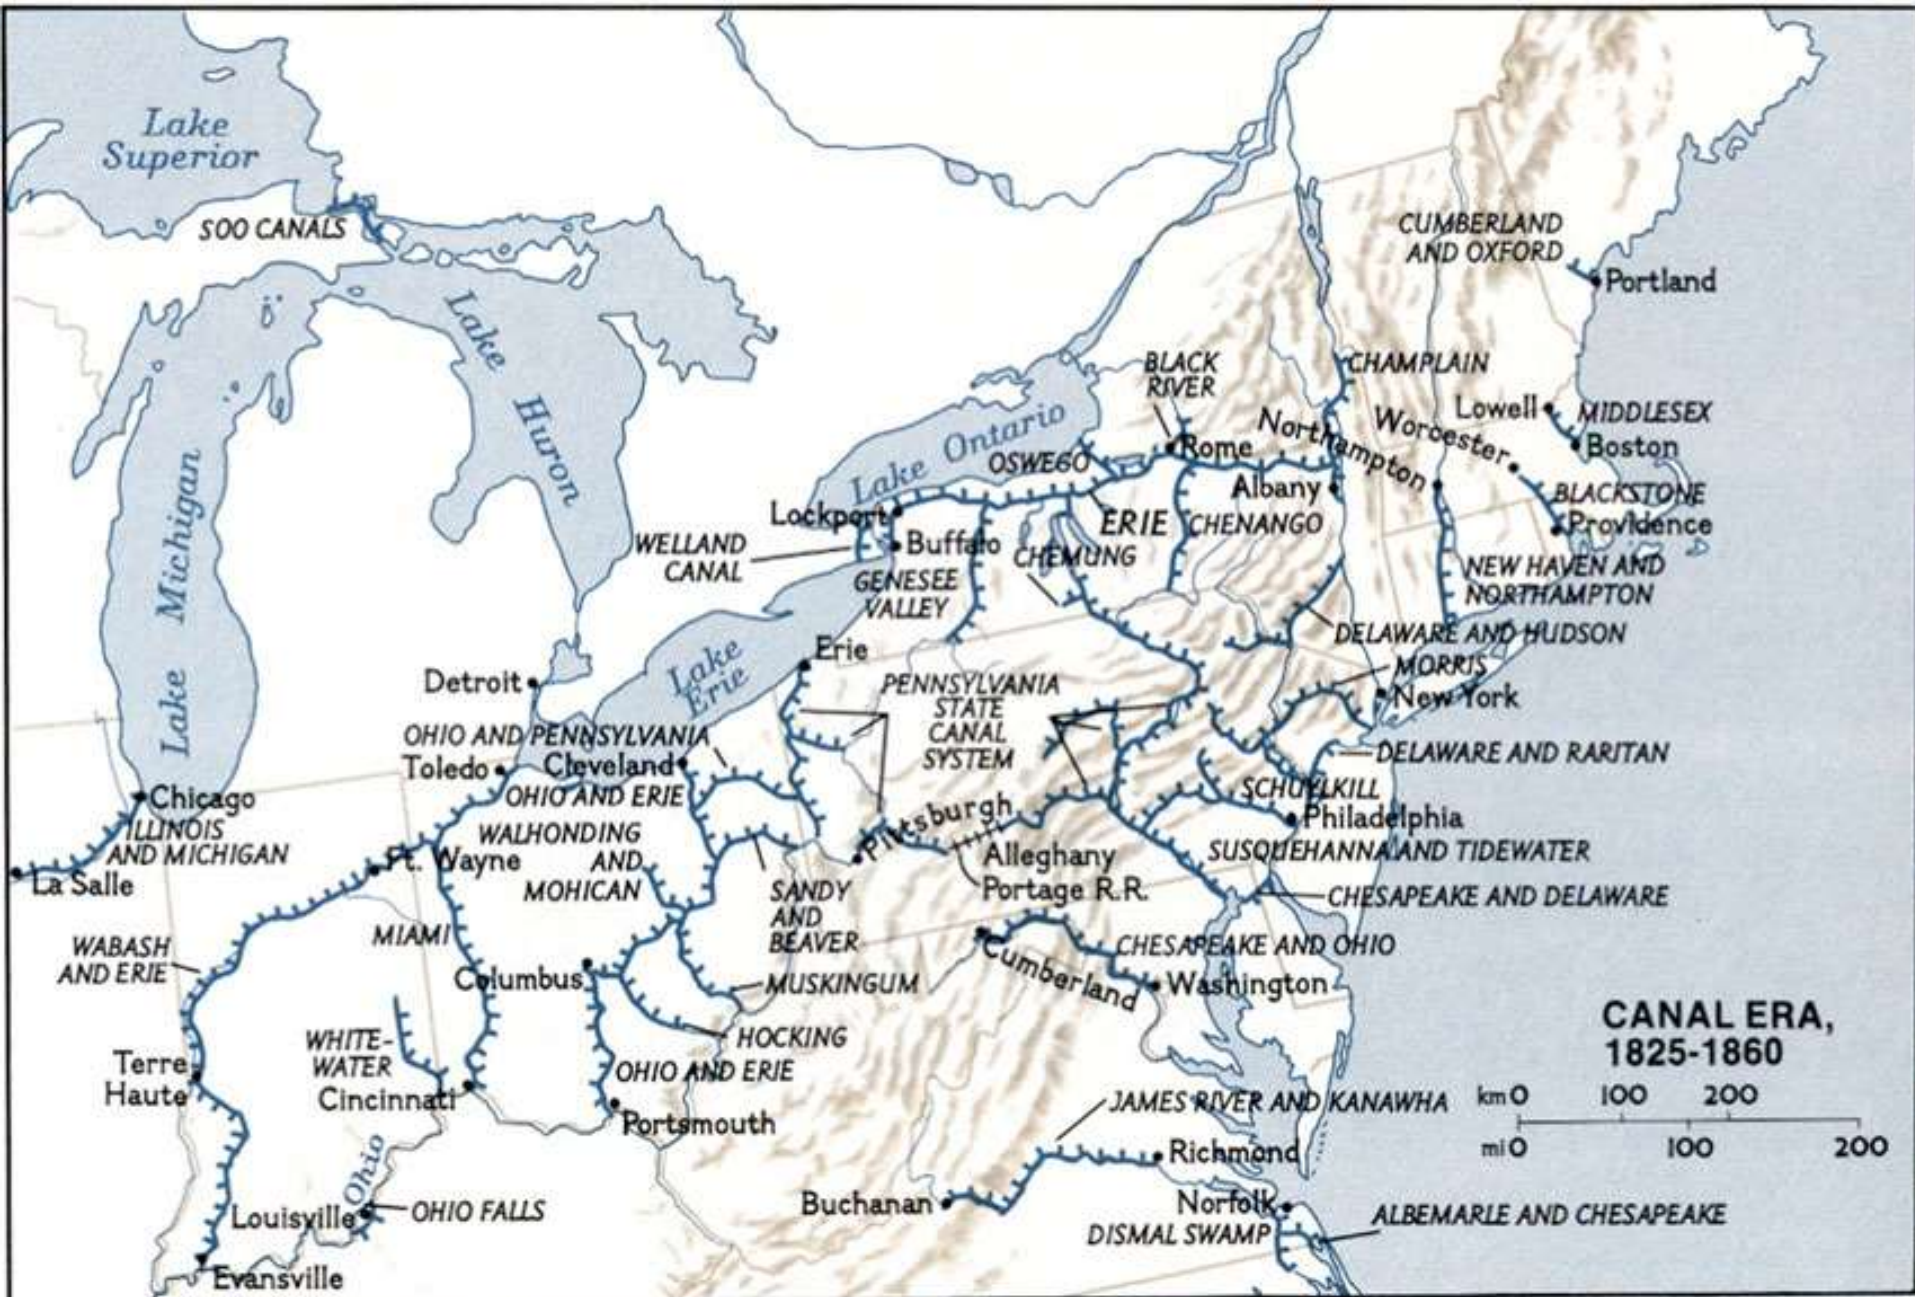 Lake
Superior
SOO CANALS
CUMBERLAND
AND OXFORD
Portland
Lake
Huron
Lake Michigan
BLACK
RIVER
CHAMPLAIN
Lowell
MIDDLESEX
Boston
Northampton
Worcester
Lake Ontario
OSWEGO
Rome
Albany
BLACKSTONE
Providence
Lockport
ERIE
CHENANGO
WELLAND
CANAL
Buffalo
CHEMUNG
GENESEE
VALLEY
NEW HAVEN AND
NORTHAMPTON
DELAWARE AND HUDSON
Erie
Lake
Erie
Detroit
MORRIS
New York
PENNSYLVANIA
STATE
CANAL
SYSTEM
OHIO AND PENNSYLVANIA
Toledo
Cleveland
DELAWARE AND RARITAN
Chicago
OHIO AND ERIE
SCHUYLKILL
Philadelphia
ILLINOIS
AND MICHIGAN
WALHONDING
AND
MOHICAN
Pittsburgh
Ft. Wayne
Alleghany
Portage R.R.
SUSQUEHANNA AND TIDEWATER
La Salle
SANDY
AND
BEAVER
CHESAPEAKE AND DELAWARE
WABASH
AND ERIE
MIAMI
Columbus
CHESAPEAKE AND OHIO
Cumberland
Washington
MUSKINGUM
HOCKING
WHITE-
WATER
Terre
Haute
Cincinnati
OHIO AND ERIE
Portsmouth
JAMES RIVER AND KANAWHA
Richmond
Ohio
Louisville
OHIO FALLS
Buchanan
Norfolk
DISMAL SWAMP
ALBEMARLE AND CHESAPEAKE
Evansville
CANAL ERA,
1825-1860
km 0 100 200
mi 0 100 200